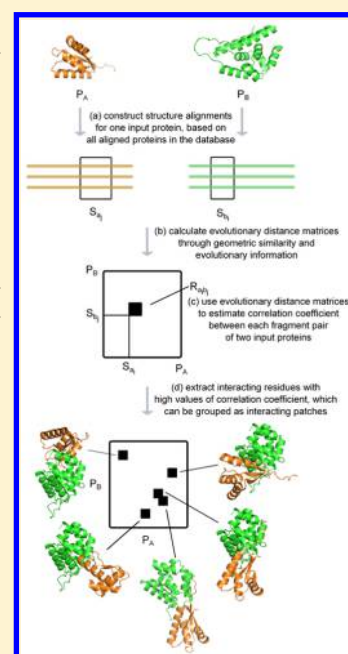 P_A P_B
(a) construct structure alignments
for one input protein, based on
all aligned proteins in the database
S_ai S_bj
(b) calculate evolutionary distance matrices
through geometric similarity and
evolutionary information
P_B
R_aibj
(c) use evolutionary distance matrices
to estimate correlation coefficient
between each fragment pair
of two input proteins
S_bj
S_ai P_A
(d) extract interacting residues with
high values of correlation coefficient, which
can be grouped as interacting patches
P_B
P_A